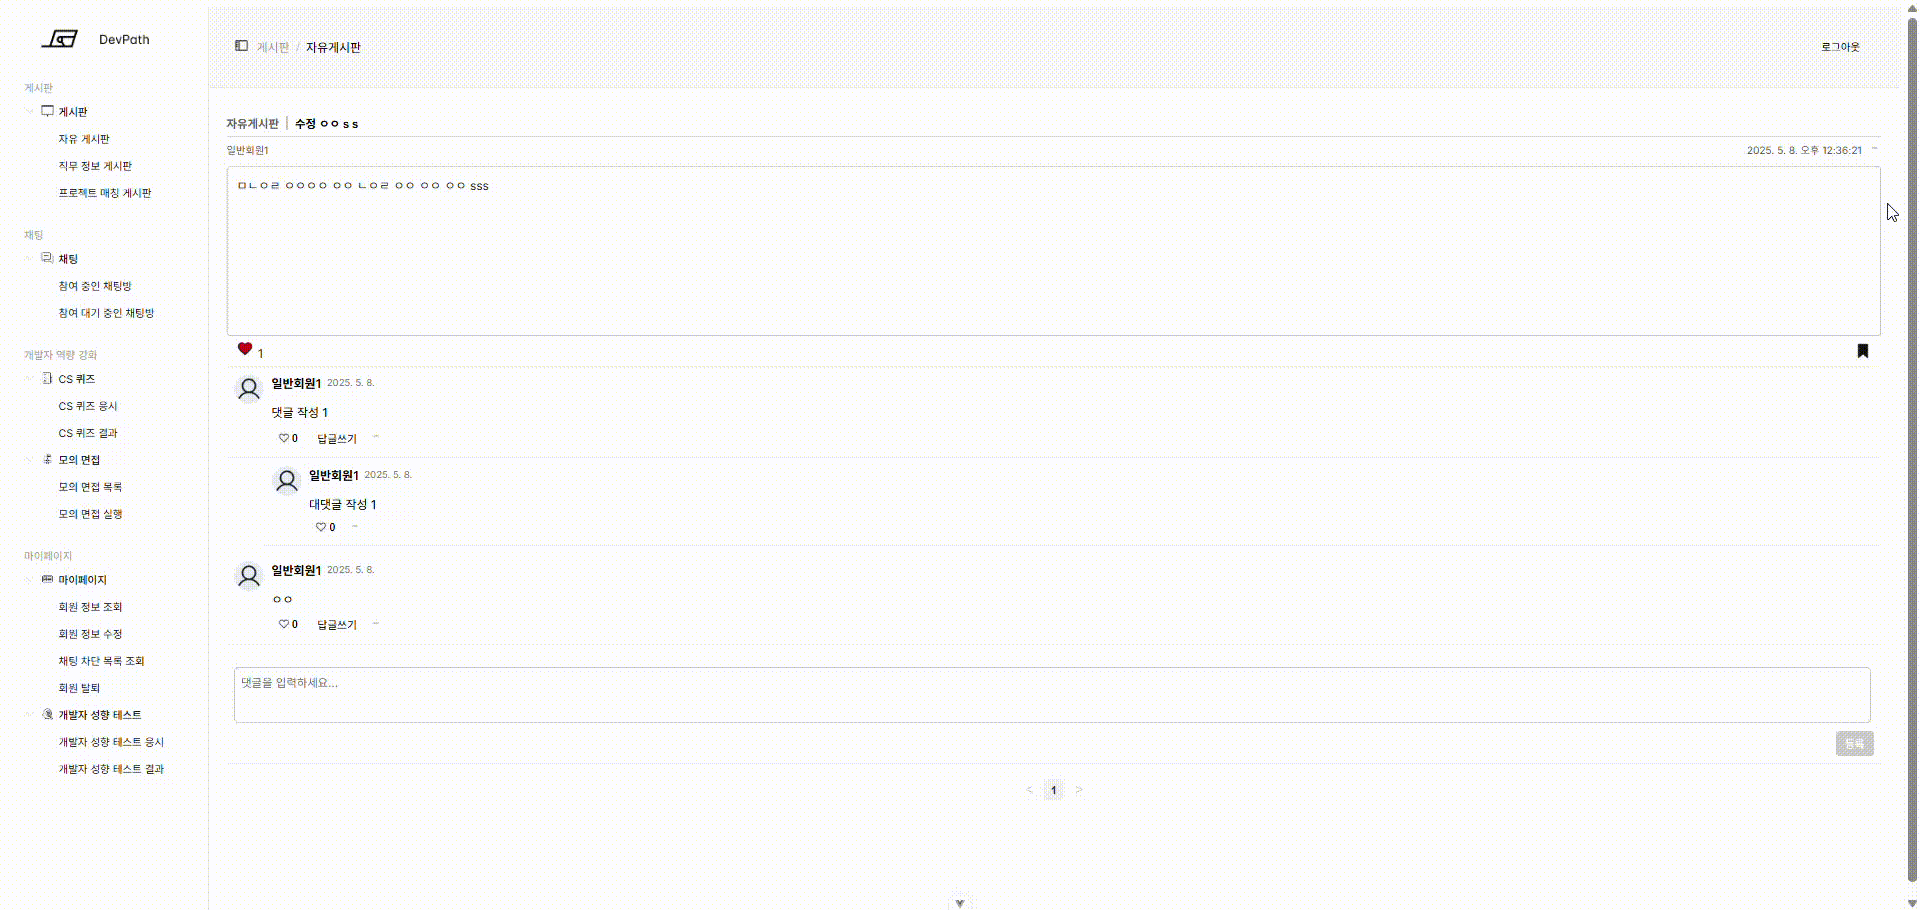 DevPath
게시판
게시판
자유 게시판
직무 정보 게시판
프로젝트 매칭 게시판
채팅
채팅
참여 중인 채팅방
참여 대기 중인 채팅방
개발자 역량 강화
CS 퀴즈
CS 퀴즈 응시
CS 퀴즈 결과
모의 면접
모의 면접 목록
모의 면접 실행
마이페이지
마이페이지
회원 정보 조회
회원 정보 수정
채팅 차단 목록 조회
회원 탈퇴
개발자 성향 테스트
개발자 성향 테스트 응시
개발자 성향 테스트 결과
게시판 / 자유게시판
로그아웃
자유게시판 | 수정 ㅇㅇ s s
일반회원1
2025. 5. 8. 오후 12:36:21
ㅁㄴㅇㄹ ㅇㅇㅇㅇ ㅇㅇ ㄴㅇㄹ ㅇㅇ ㅇㅇ ㅇㅇ sss
1
일반회원1 2025. 5. 8.
댓글 작성 1
0 답글쓰기
일반회원1 2025. 5. 8.
대댓글 작성 1
0
일반회원1 2025. 5. 8.
ㅇㅇ
0 답글쓰기
댓글을 입력하세요...
등록
< 1 >